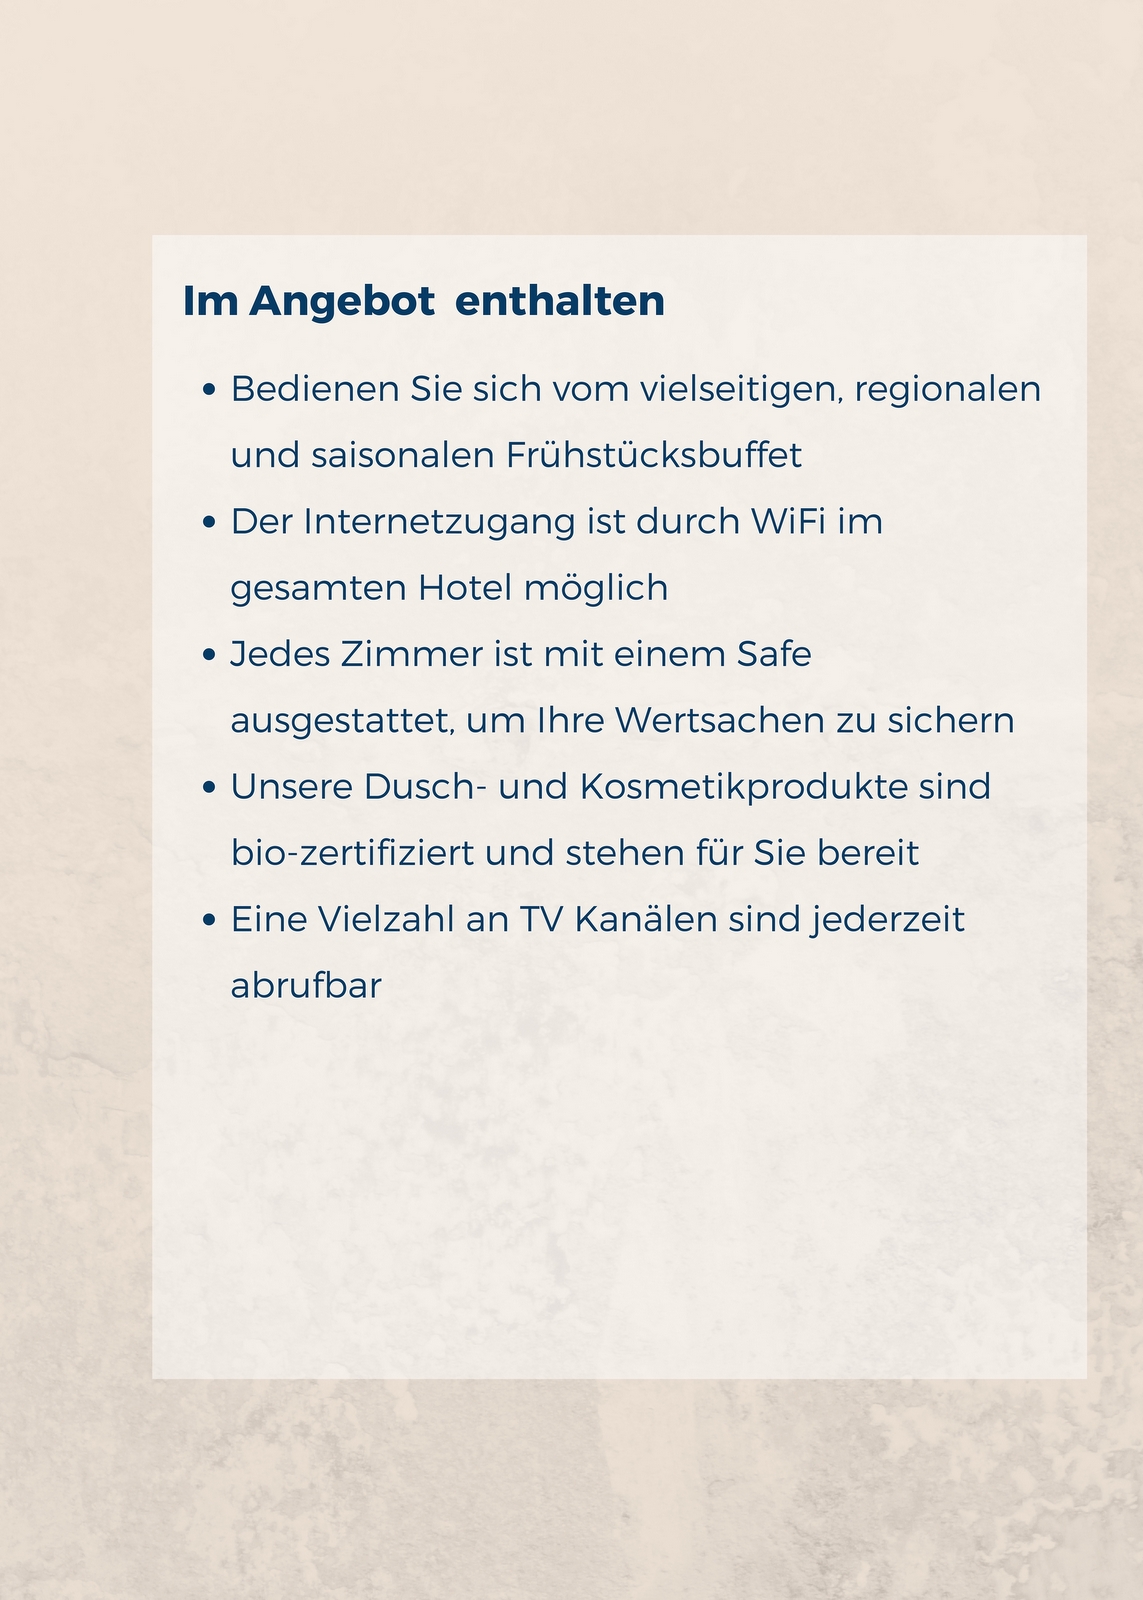 Im Angebot  enthalten
• Bedienen Sie sich vom vielseitigen, regionalen
und saisonalen Frühstücksbuffet
• Der Internetzugang ist durch WiFi im
gesamten Hotel möglich
• Jedes Zimmer ist mit einem Safe
ausgestattet, um Ihre Wertsachen zu sichern
• Unsere Dusch- und Kosmetikprodukte sind
bio-zertifiziert und stehen für Sie bereit
• Eine Vielzahl an TV Kanälen sind jederzeit
abrufbar